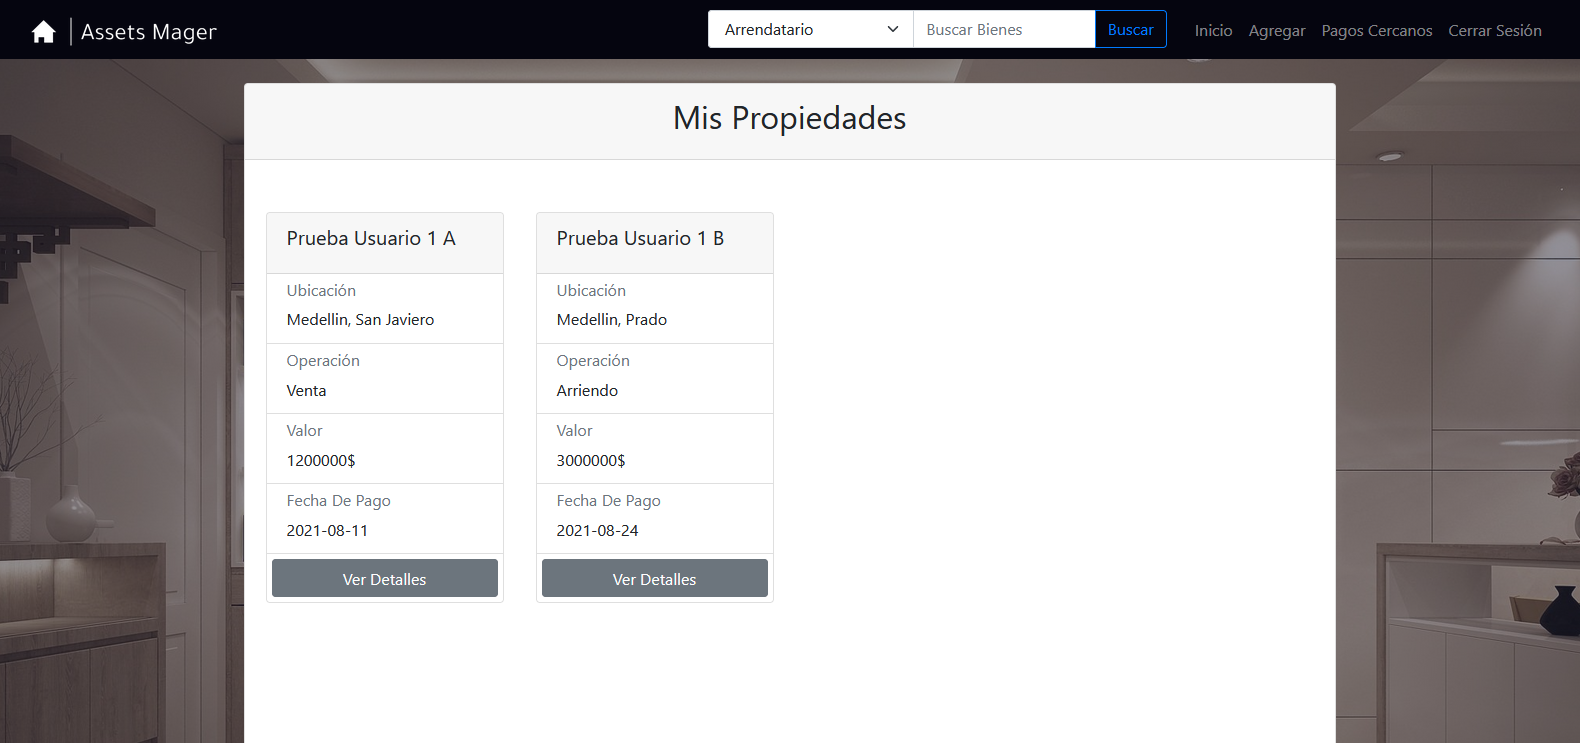 Assets Mager
Arrendatario
Buscar Bienes
Buscar
Inicio
Agregar
Pagos Cercanos
Cerrar Sesión
Mis Propiedades
Prueba Usuario 1 A
Ubicación
Medellin, San Javiero
Operación
Venta
Valor
1200000$
Fecha De Pago
2021-08-11
Ver Detalles
Prueba Usuario 1 B
Ubicación
Medellin, Prado
Operación
Arriendo
Valor
3000000$
Fecha De Pago
2021-08-24
Ver Detalles